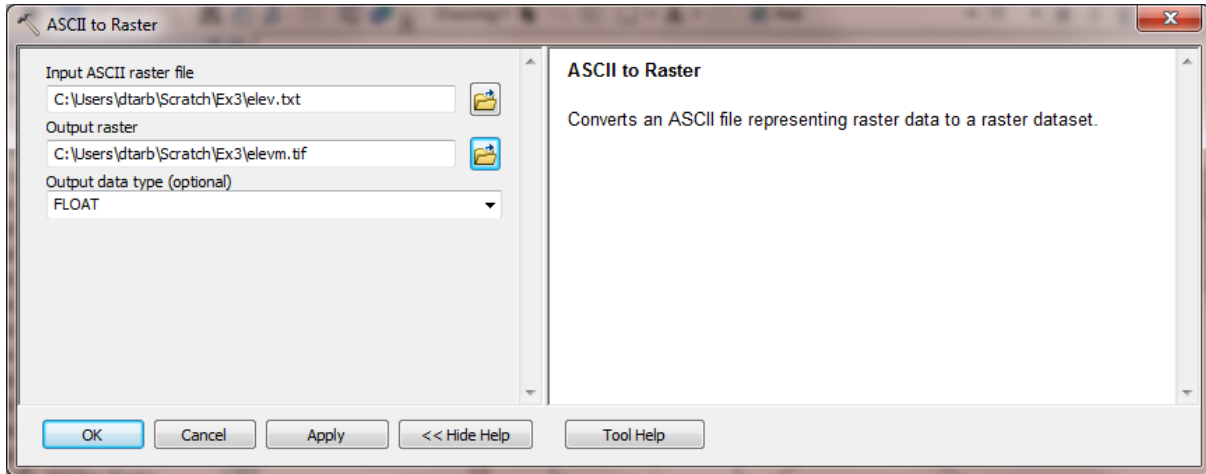 ASCII to Raster
Input ASCII raster file
C:\Users\dtarb\Scratch\Ex3\elev.txt
Output raster
C:\Users\dtarb\Scratch\Ex3\elevm.tif
Output data type (optional)
FLOAT
ASCII to Raster
Converts an ASCII file representing raster data to a raster dataset.
OK
Cancel
Apply
<< Hide Help
Tool Help